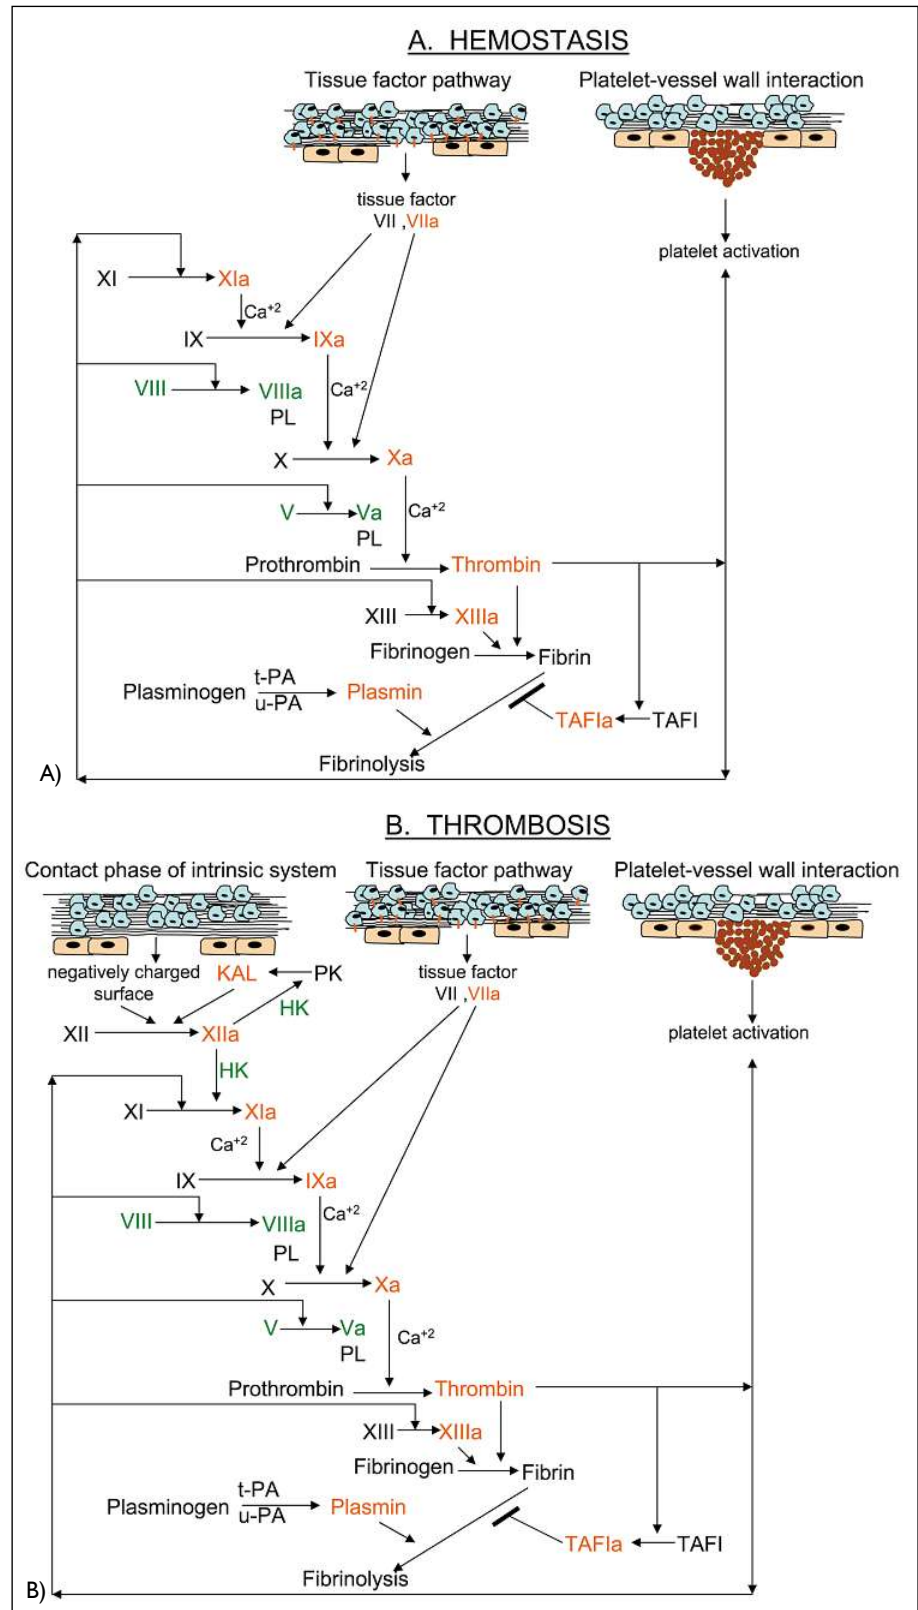 A. HEMOSTASIS
Tissue factor pathway
Platelet-vessel wall interaction
tissue factor
VII ,VIIa
platelet activation
XI
XIa
Ca+2
IX
IXa
VIII
VIIIa
Ca+2
PL
X
Xa
V
Va
Ca+2
PL
Prothrombin
Thrombin
XIII
XIIIa
Fibrinogen
Fibrin
t-PA
Plasminogen
Plasmin
u-PA
TAFIa
TAFI
Fibrinolysis
A)
B. THROMBOSIS
Contact phase of intrinsic system
Tissue factor pathway
Platelet-vessel wall interaction
negatively charged
surface
KAL
PK
tissue factor
VII ,VIIa
HK
XII
XIIa
platelet activation
HK
XI
XIa
Ca+2
IX
IXa
VIII
VIIIa
Ca+2
PL
X
Xa
V
Va
Ca+2
PL
Prothrombin
Thrombin
XIII
XIIIa
Fibrinogen
Fibrin
t-PA
Plasminogen
Plasmin
u-PA
TAFIa
TAFI
Fibrinolysis
B)